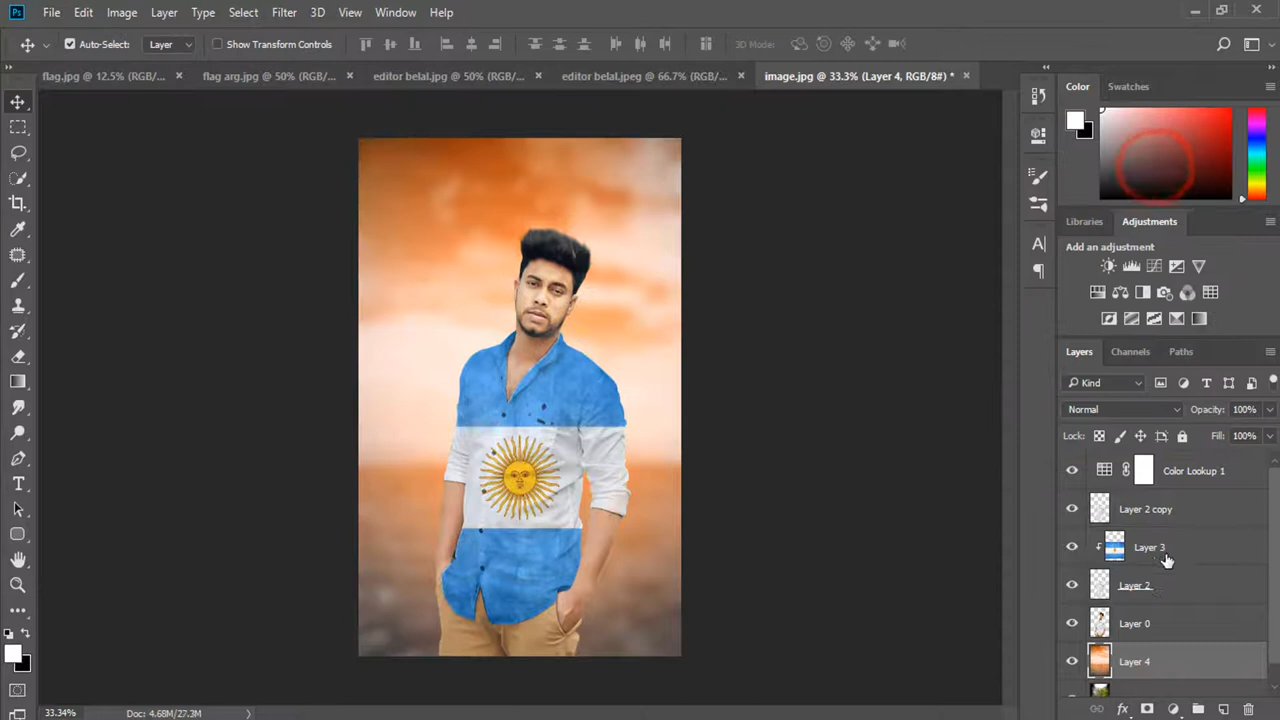 Ps File Edit Image Layer Type Select Filter 3D View Window Help
Auto-Select: Layer Show Transform Controls 3D Mode:
flag.jpg @ 12.5% (RGB/... × flag arg.jpg @ 50% (RGB/... × editor belal.jpg @ 50% (RGB/... × editor belal.jpeg @ 66.7% (RGB/... × image.jpg @ 33.3% (Layer 4, RGB/8#) * ×
Color Swatches
Libraries Adjustments
Add an adjustment
Layers Channels Paths
Kind
Normal Opacity: 100%
Lock: Fill: 100%
Color Lookup 1
Layer 2 copy
Layer 3
Layer 2
Layer 0
Layer 4
33.34% Doc: 4.68M/27.3M